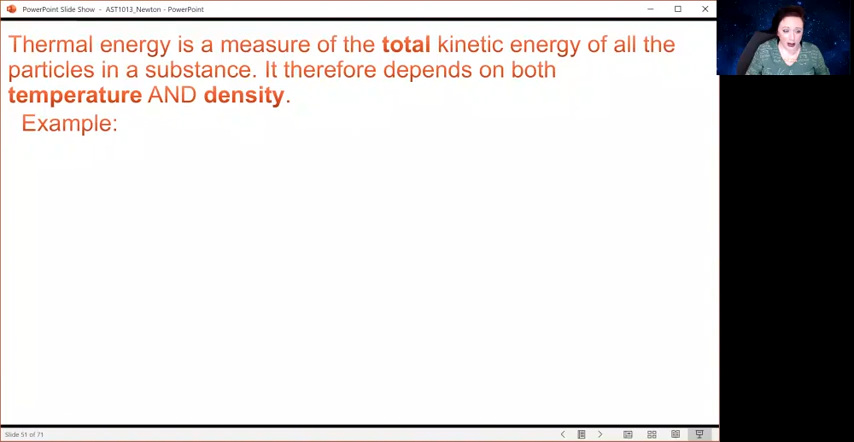 PowerPoint Slide Show - AST1013_Newton - PowerPoint
Thermal energy is a measure of the total kinetic energy of all the
particles in a substance. It therefore depends on both
temperature AND density.
Example:
Slide 51 of 71